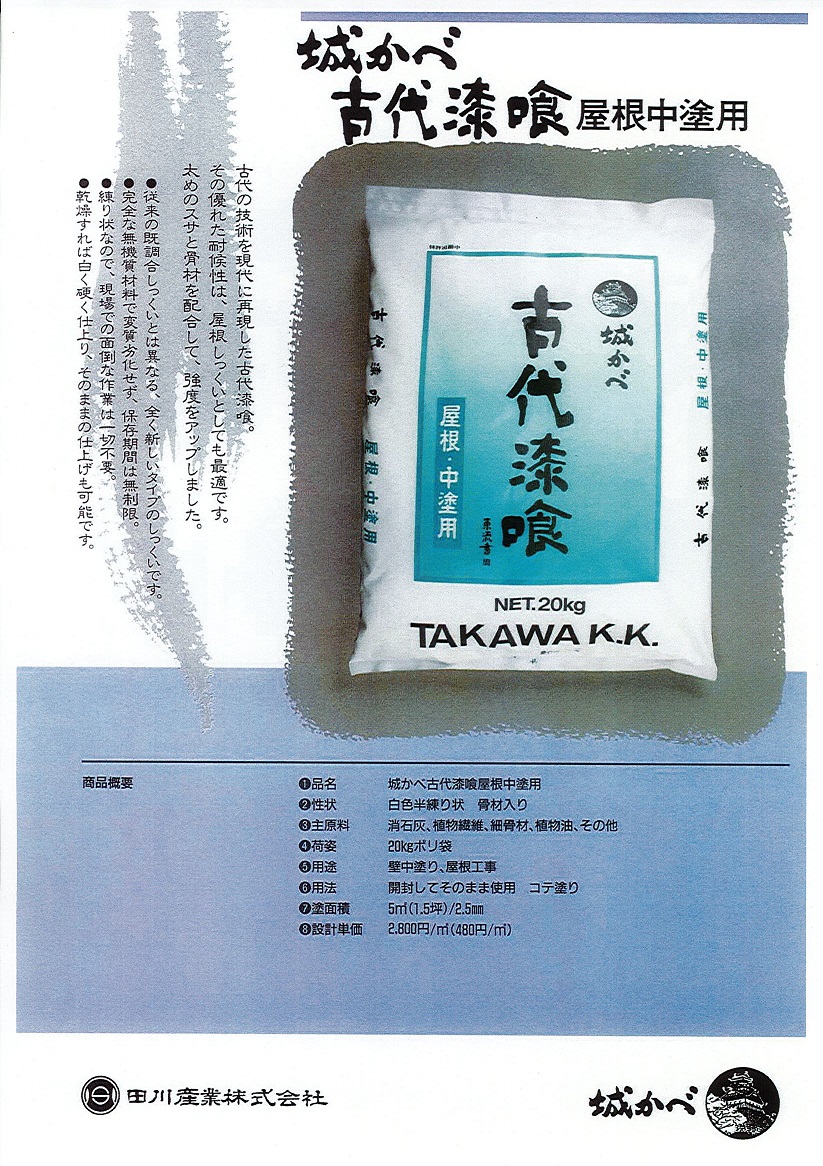 城かべ
古代漆喰 屋根中塗用
古代の技術を現代に再現した古代漆喰。
その優れた耐候性は、屋根しっくいとしても最適です。
太めのスサと骨材を配合して、強度をアップしました。
●従来の既調合しっくいとは異なる、全く新しいタイプのしっくいです。
●完全な無機質材料で変質劣化せず、保存期間は無制限。
●練り状なので、現場での面倒な作業は一切不要。
●乾燥すれば白く硬く仕上り、そのままの仕上げも可能です。
城かべ
古代漆喰
屋根・中塗用
古代漆喰 屋根・中塗用
屋根・中塗用 古代漆喰
NET.20kg
TAKAWA K.K.
商品概要
❶品名 城かべ古代漆喰屋根中塗用
❷性状 白色半練り状 骨材入り
❸主原料 消石灰、植物繊維、細骨材、植物油、その他
❹荷姿 20kgポリ袋
❺用途 壁中塗り、屋根工事
❻用法 開封してそのまま使用 コテ塗り
❼塗面積 5㎡(1.5坪)/2.5㎜
❽設計単価 2,800円/㎡(480円/㎡)
田川産業株式会社
城かべ